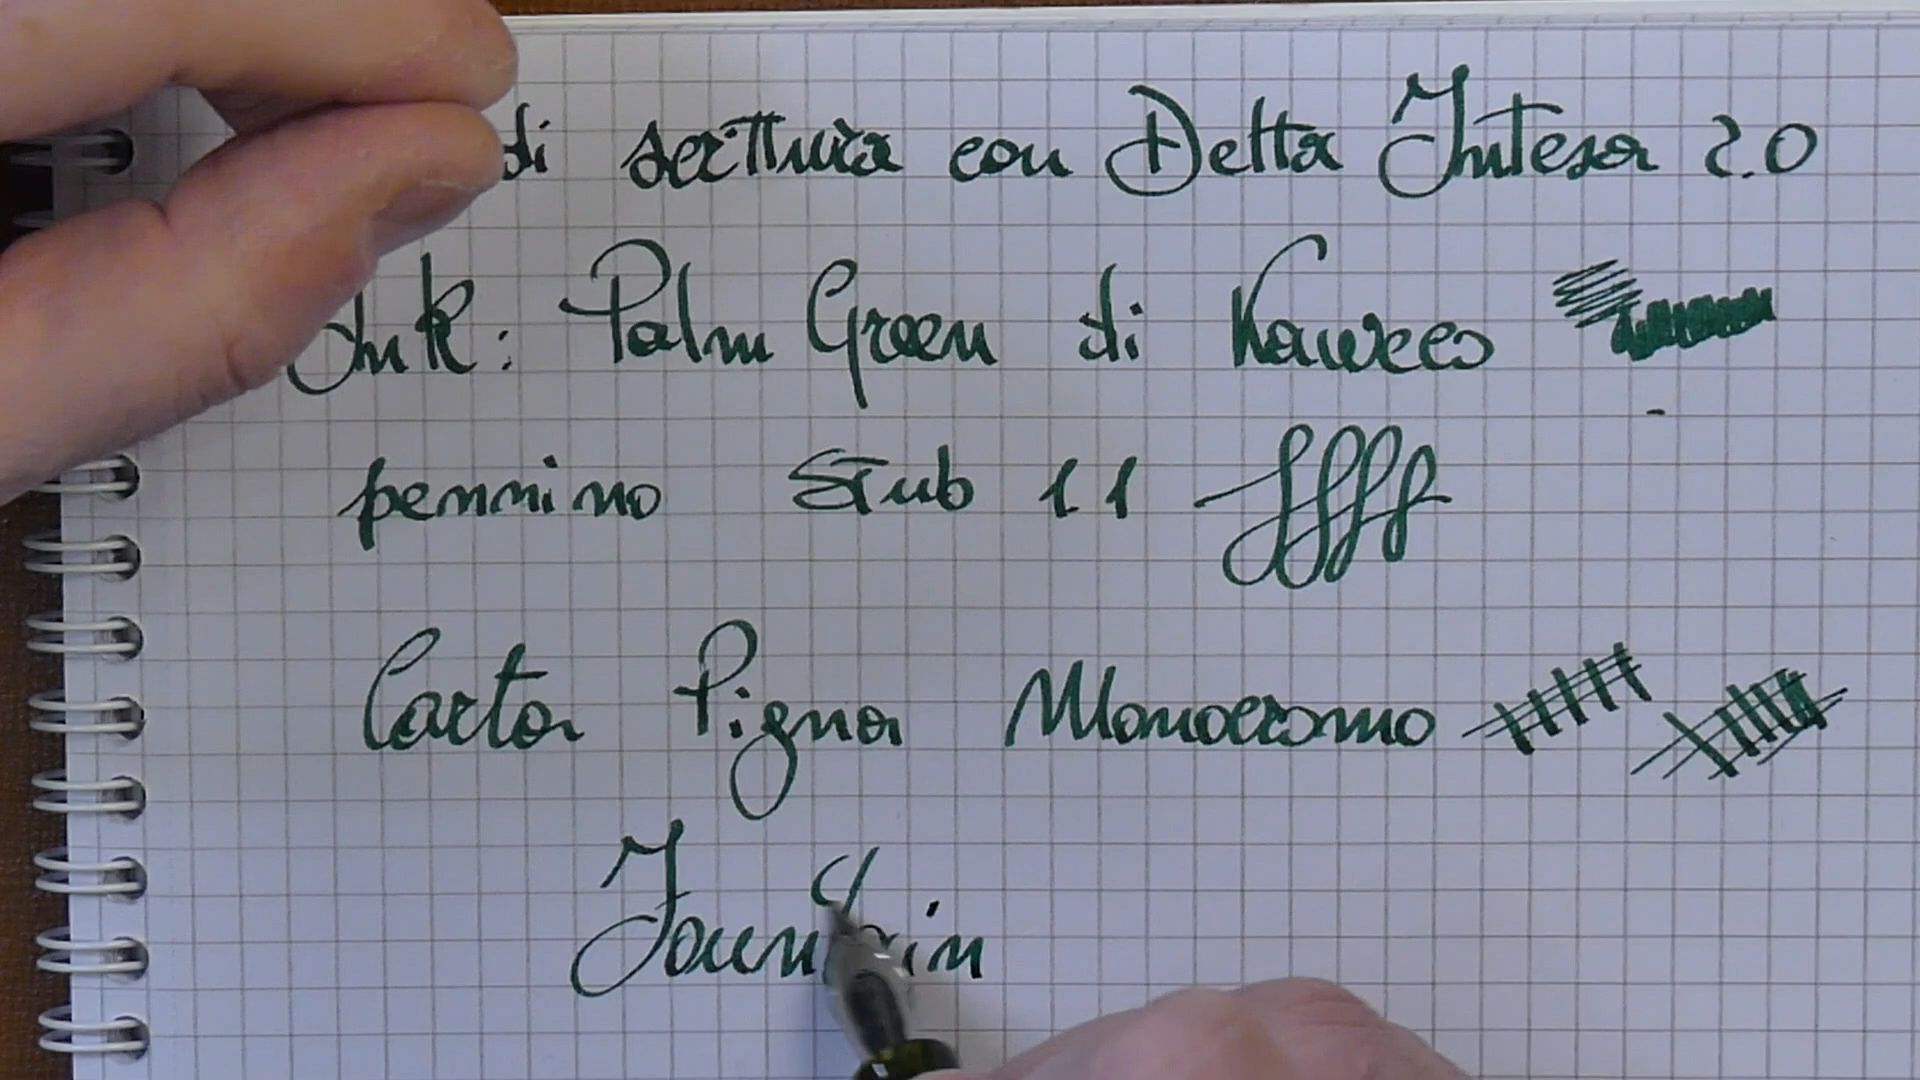 di scrittura con Delta Intesa 2.0
Ink: Palm Green di Kaweco
pennino Stub 1.1
Carta Pigna Monocromo
Fountain